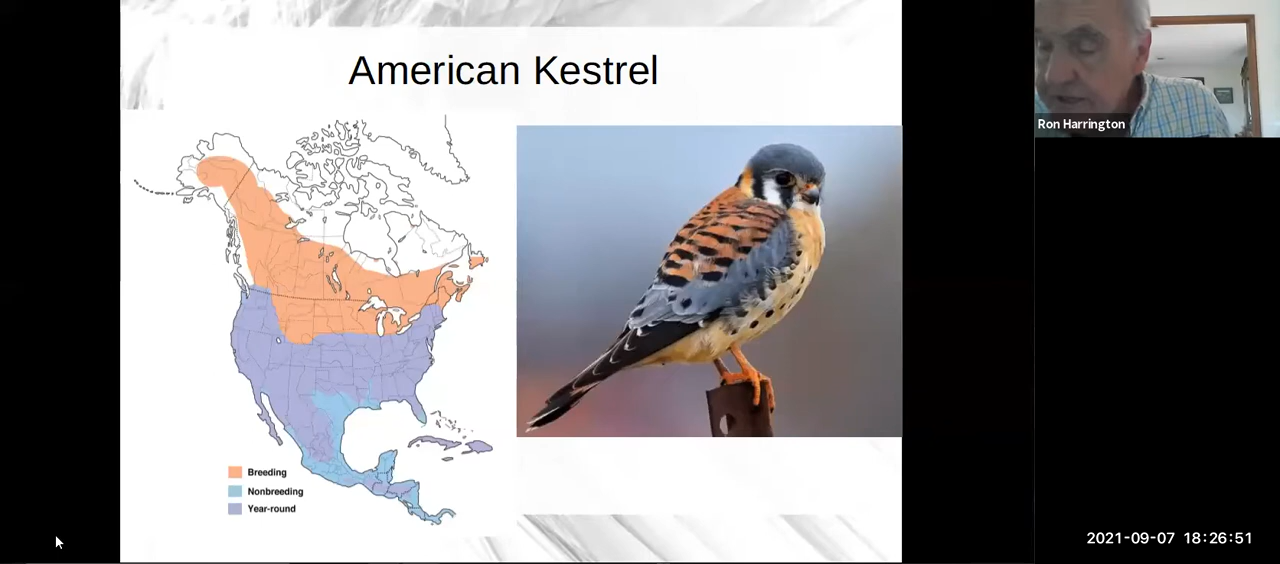 American Kestrel
Ron Harrington
Breeding
Nonbreeding
Year-round
2021-09-07 18:26:51